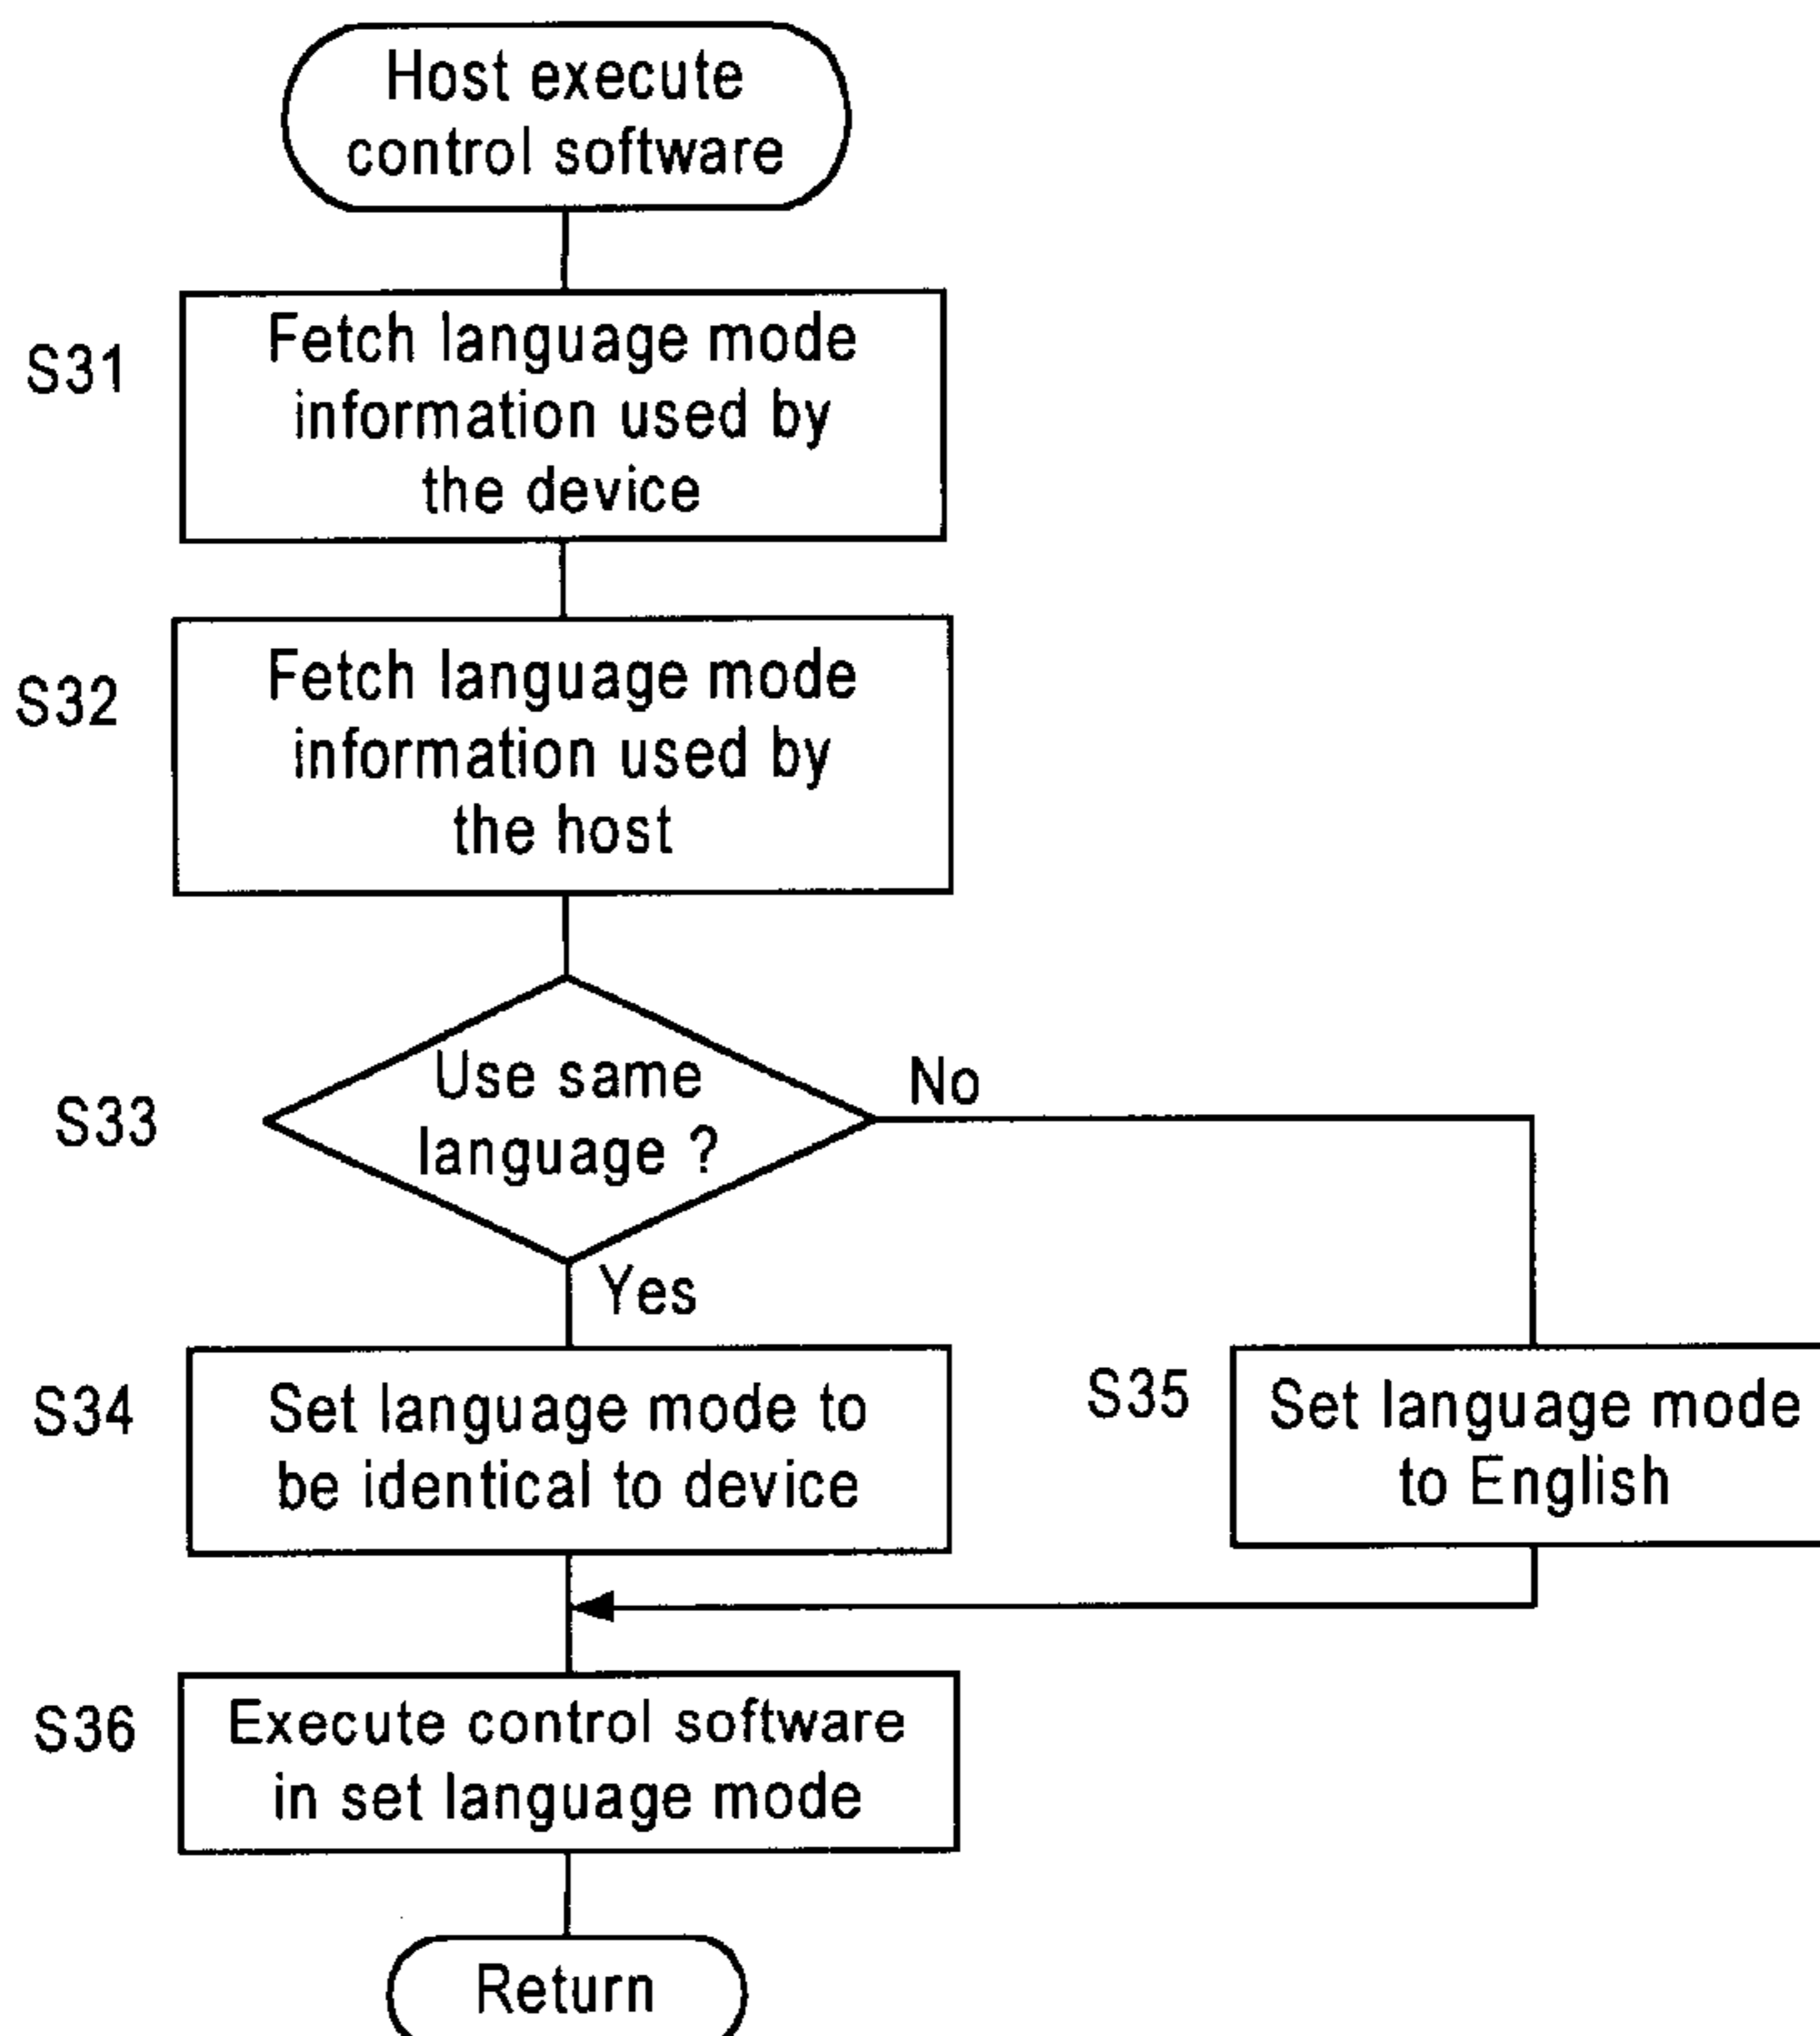 Host execute
control software
S31
Fetch language mode
information used by
the device
S32
Fetch language mode
information used by
the host
S33
Use same
language ?
No
Yes
S34
Set language mode to
be identical to device
S35
Set language mode
to English
S36
Execute control software
in set language mode
Return